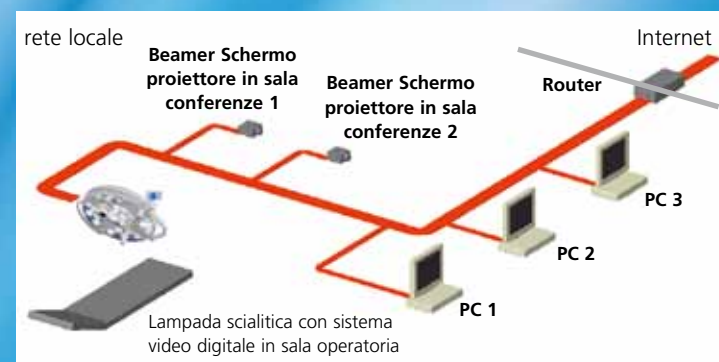 rete locale
Internet
Beamer Schermo
proiettore in sala
conferenze 1
Beamer Schermo
proiettore in sala
conferenze 2
Router
PC 3
PC 2
PC 1
Lampada scialitica con sistema
video digitale in sala operatoria